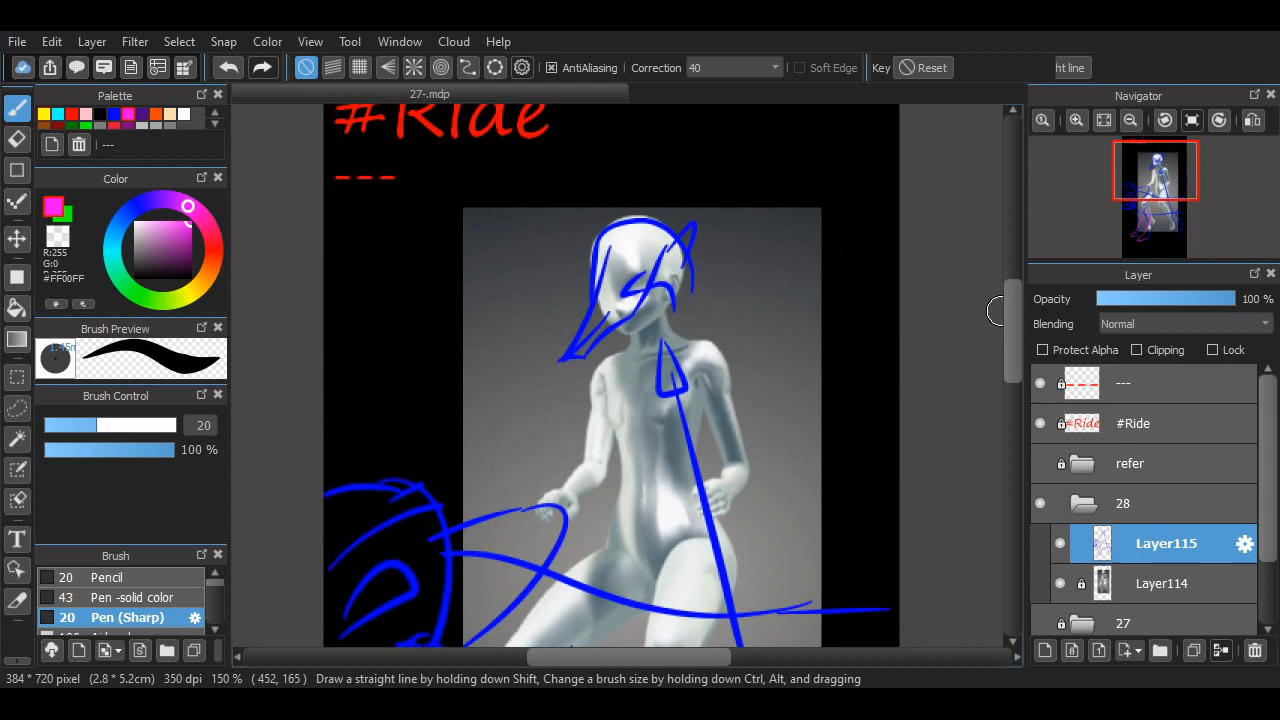 File Edit Layer Filter Select Snap Color View Tool Window Cloud Help
AntiAliasing Correction 40 Soft Edge Key Reset ht line
Palette
---
27-.mdp
Navigator
#Ride
---
Color
R:255
G:0
#FF00FF
Brush Preview
Brush Control
20
100 %
Brush
20 Pencil
43 Pen -solid color
20 Pen (Sharp)
Layer
Opacity 100 %
Blending Normal
Protect Alpha Clipping Lock
---
#Ride #Ride
refer
28
Layer115
Layer114
27
384 * 720 pixel (2.8 * 5.2cm) 350 dpi 150 % ( 452, 165 ) Draw a straight line by holding down Shift, Change a brush size by holding down Ctrl, Alt, and dragging